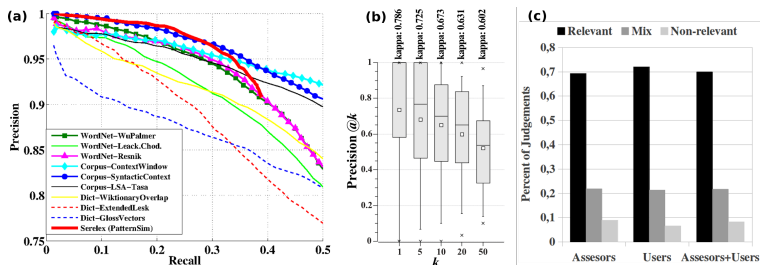 (a)
Precision
1
0.95
0.9
0.85
0.8
0.75
0
0.1
0.2
0.3
0.4
0.5
Recall
WordNet-WuPalmer
WordNet-Leack.Chod.
WordNet-Resnik
Corpus-ContextWindow
Corpus-SyntacticContext
Corpus-LSA-Tasa
Dict-WiktionaryOverlap
Dict-ExtendedLesk
Dict-GlossVectors
Serelex (PatternSim)
(b)
kappa:0.786
kappa:0.725
kappa:0.673
kappa:0.631
kappa:0.602
Precision @k
1.0
0.8
0.6
0.4
0.2
0.0
1
5
10
20
50
k
(c)
Relevant Mix Non-relevant
Percent of Judgements
0,8
0,7
0,6
0,5
0,4
0,3
0,2
0,1
0
Assesors
Users
Assesors+Users